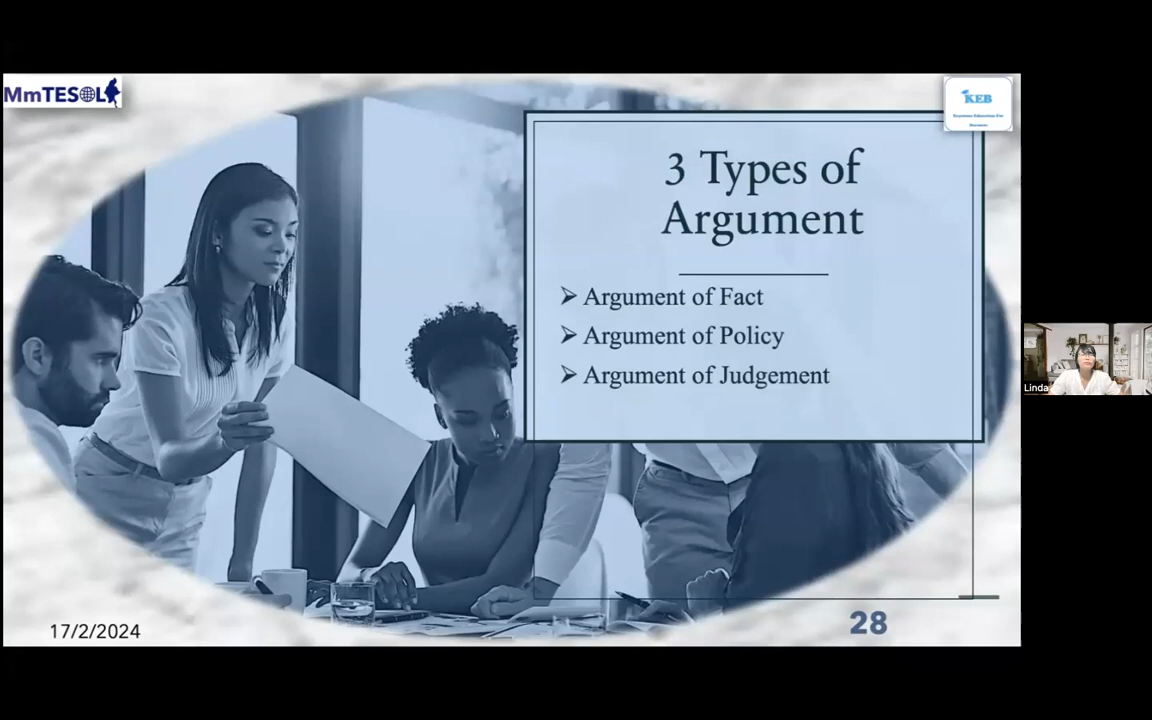 MmTESOL
KEB
3 Types of
Argument
➢ Argument of Fact
➢ Argument of Policy
➢ Argument of Judgement
Linda
17/2/2024
28